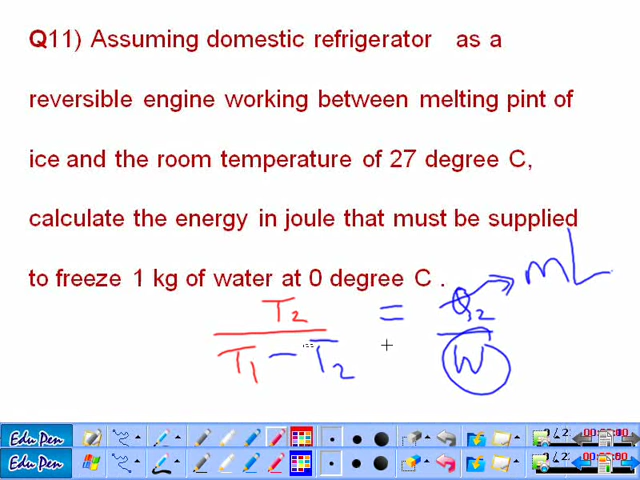 Q11) Assuming domestic refrigerator as a
reversible engine working between melting pint of
ice and the room temperature of 27 degree C,
calculate the energy in joule that must be supplied
to freeze 1 kg of water at 0 degree C .
mL
T₂ = Q₂
T₁ − T₂ W
Edu Pen
Edu Pen